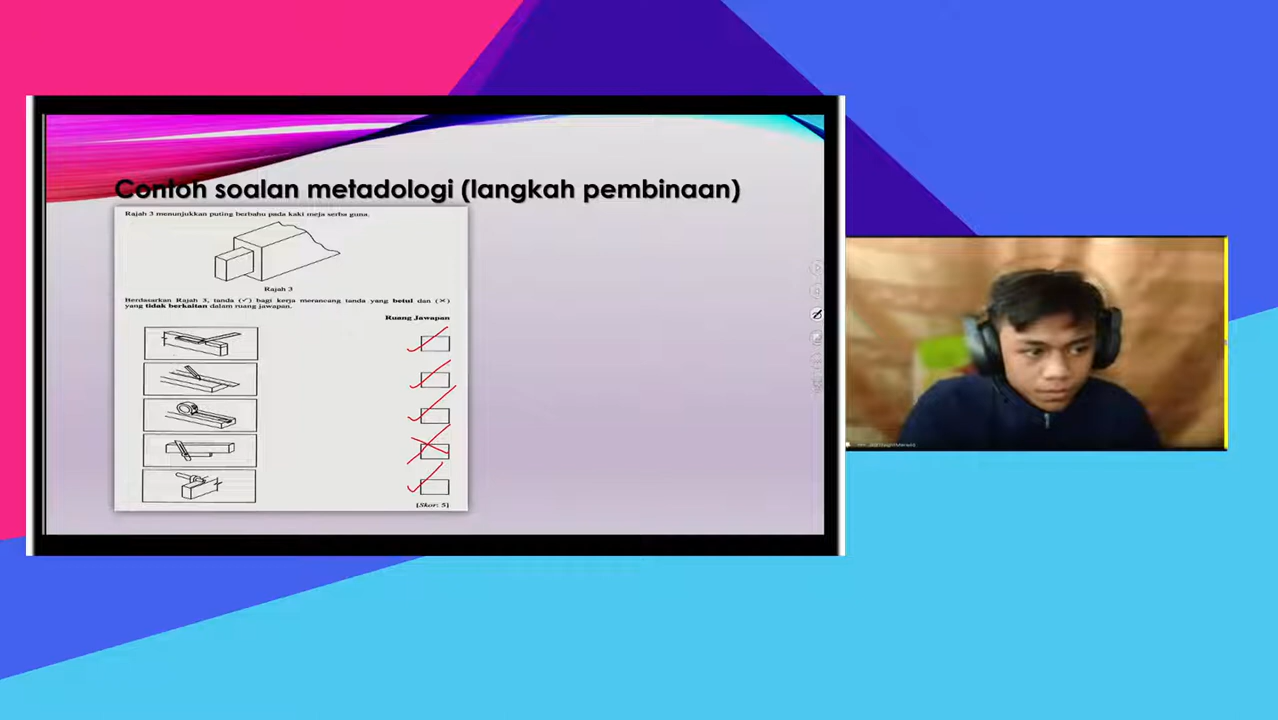 Contoh soalan metadologi (langkah pembinaan)
Rajah 3 menunjukkan puting berbahu pada kaki meja serba guna.
Rajah 3
Berdasarkan Rajah 3, tanda (✓) bagi kerja merancang tanda yang betul dan (✕)
yang tidak berkaitan dalam ruang jawapan.
Ruang Jawapan
[Skor: 5]